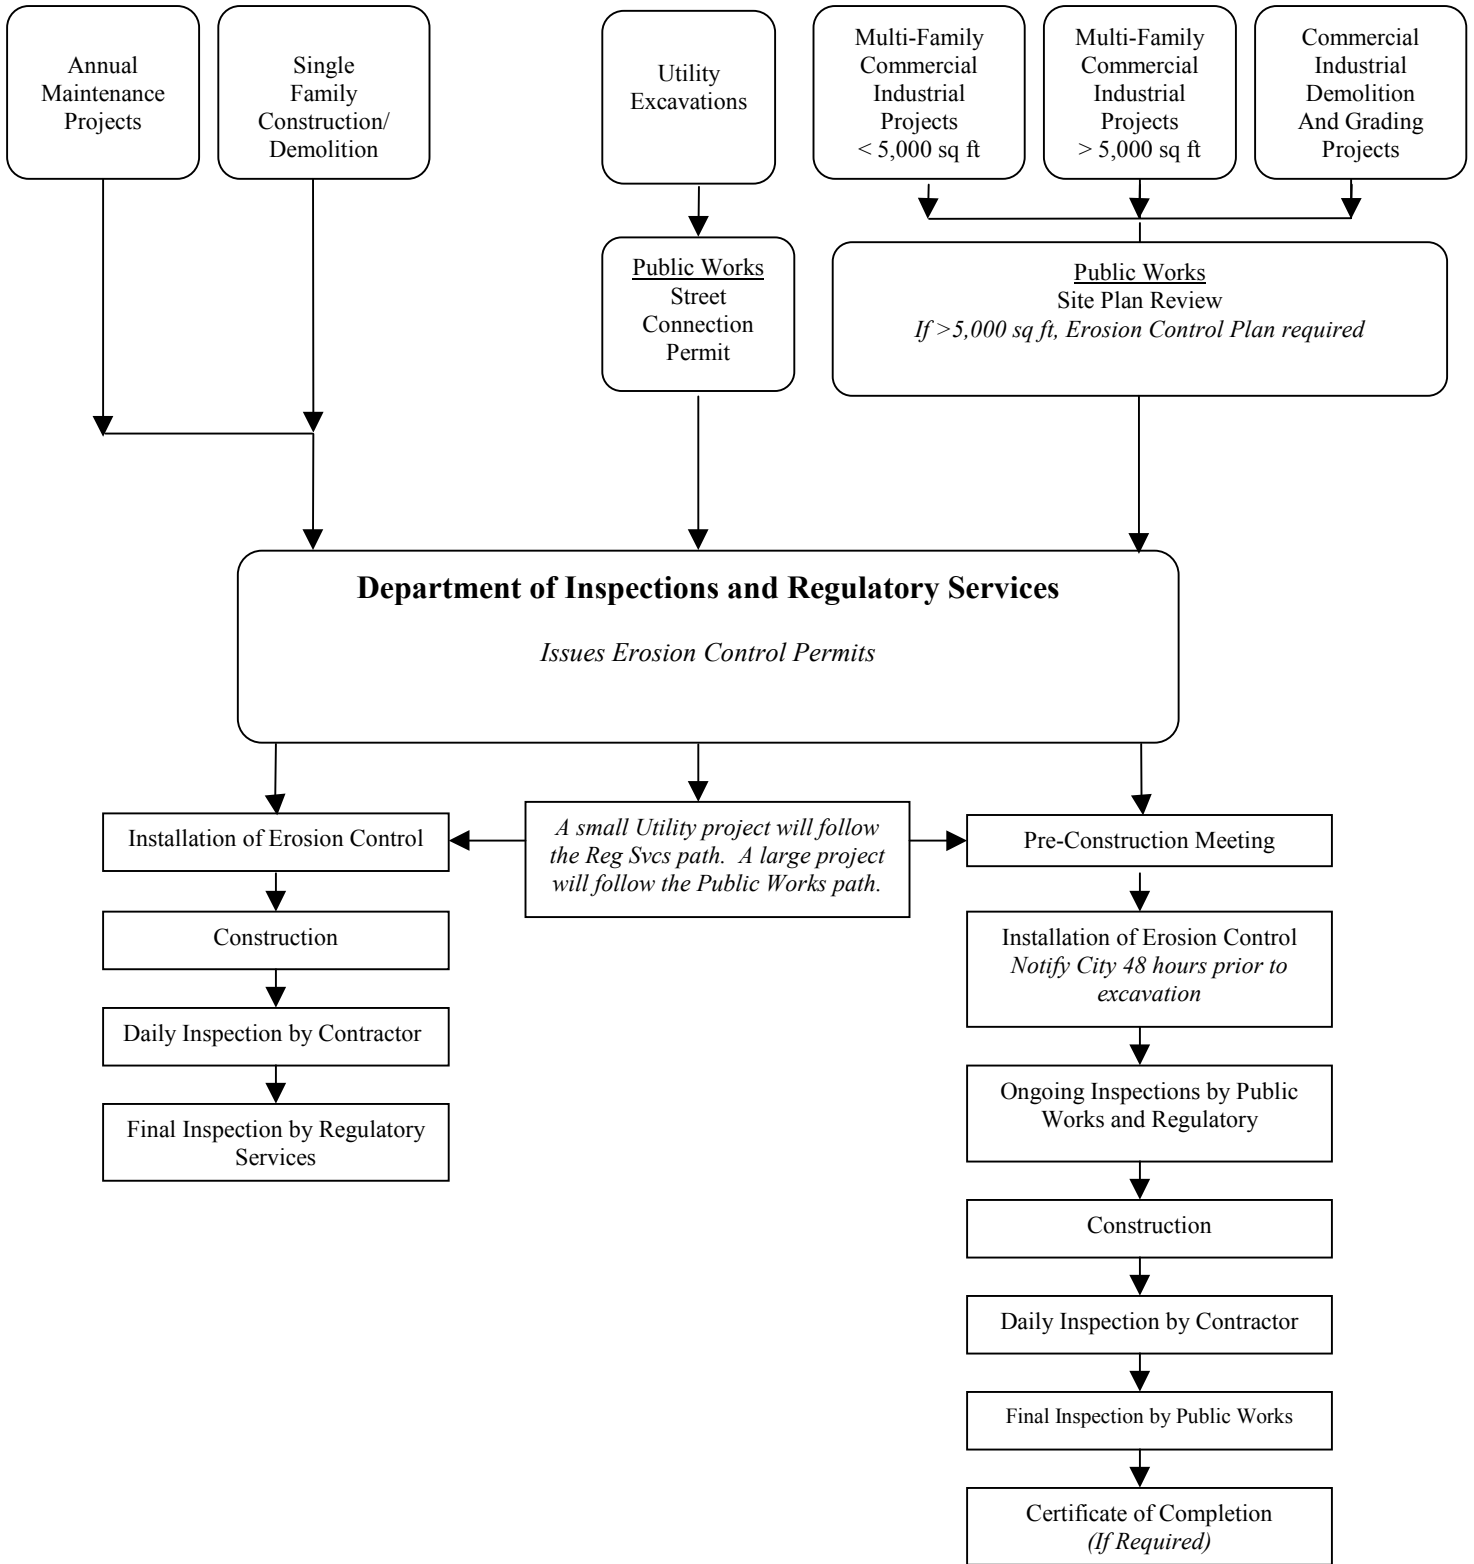 Annual
Maintenance
Projects
Single
Family
Construction/
Demolition
Utility
Excavations
Multi-Family
Commercial
Industrial
Projects
< 5,000 sq ft
Multi-Family
Commercial
Industrial
Projects
> 5,000 sq ft
Commercial
Industrial
Demolition
And Grading
Projects
Public Works
Street
Connection
Permit
Public Works
Site Plan Review
If >5,000 sq ft, Erosion Control Plan required
Department of Inspections and Regulatory Services
Issues Erosion Control Permits
Installation of Erosion Control
Construction
Daily Inspection by Contractor
Final Inspection by Regulatory
Services
A small Utility project will follow
the Reg Svcs path. A large project
will follow the Public Works path.
Pre-Construction Meeting
Installation of Erosion Control
Notify City 48 hours prior to
excavation
Ongoing Inspections by Public
Works and Regulatory
Construction
Daily Inspection by Contractor
Final Inspection by Public Works
Certificate of Completion
(If Required)